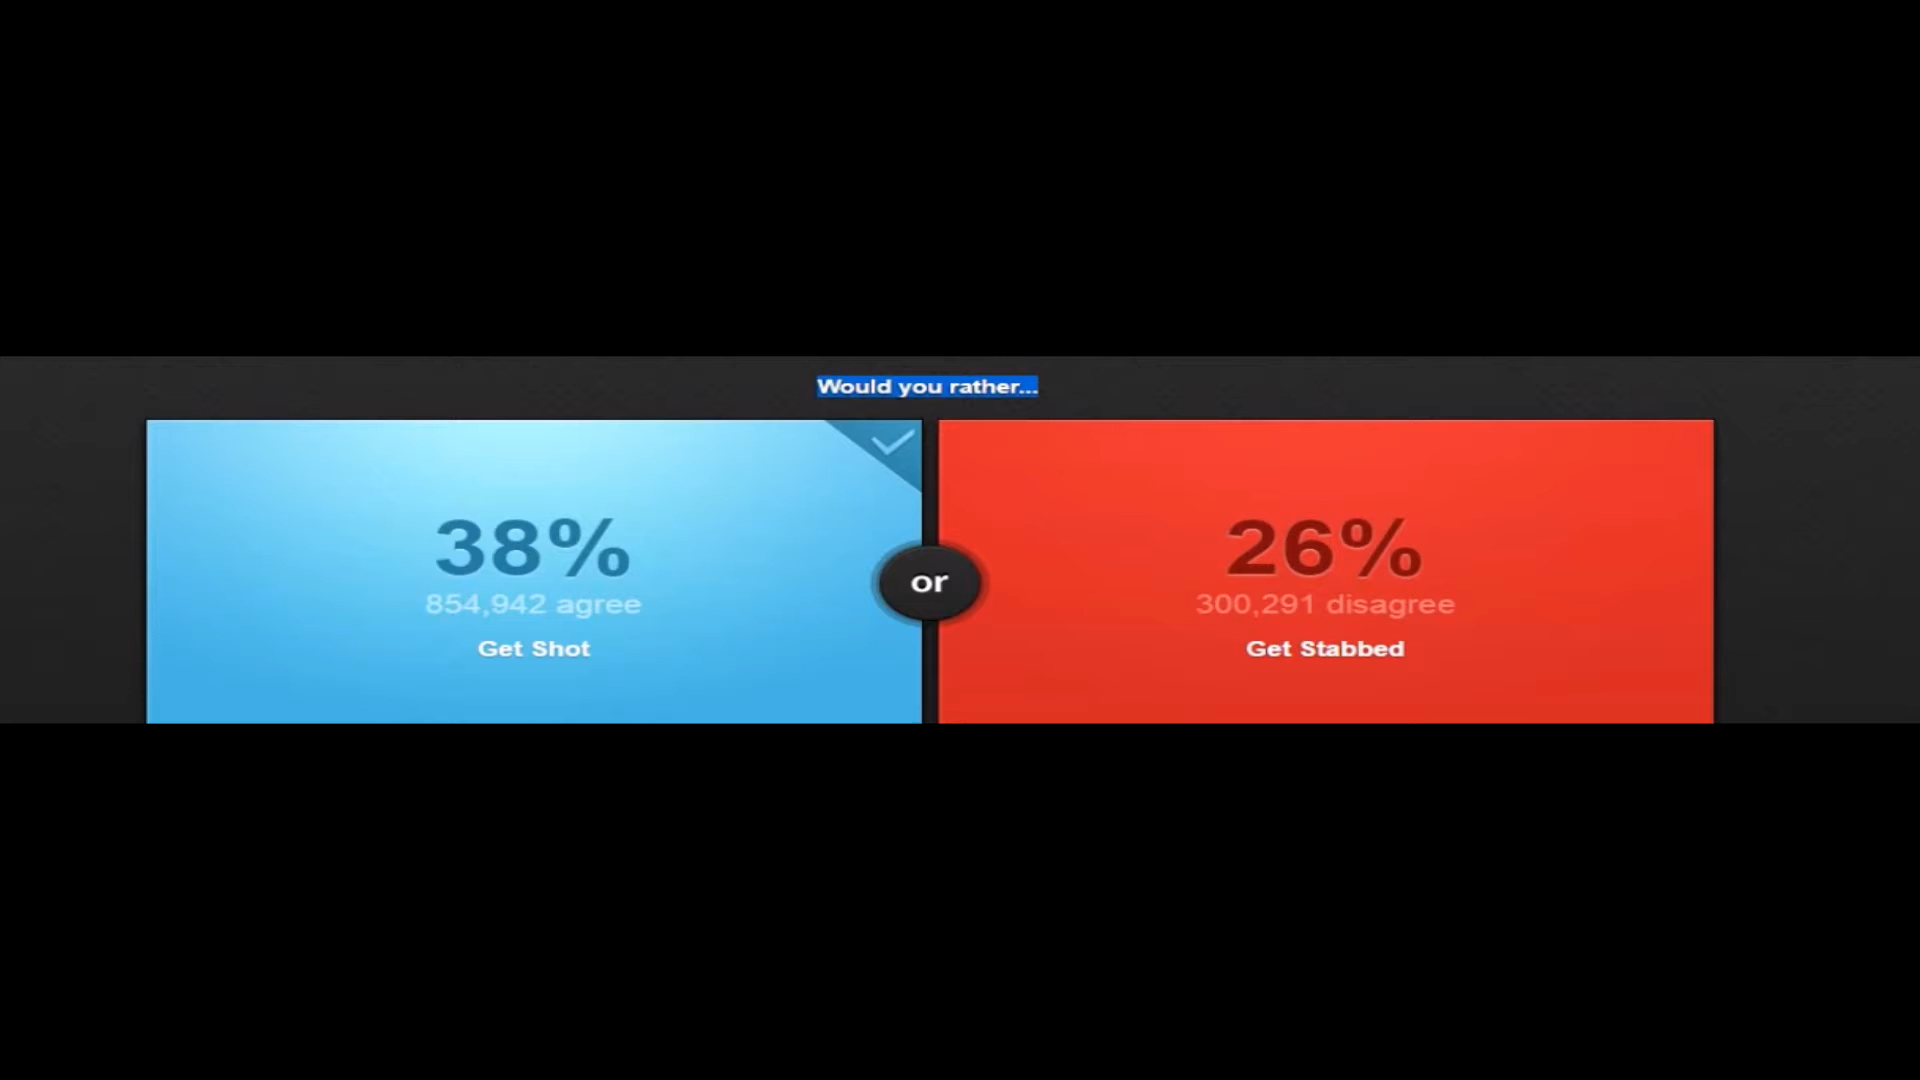 Would you rather...
38%
854,942 agree
Get Shot
or
26%
300,291 disagree
Get Stabbed